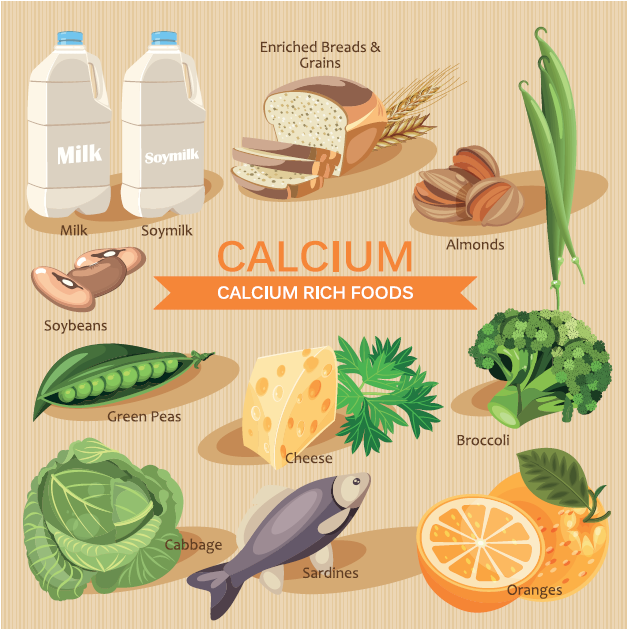 Enriched Breads &
Grains
Milk
Soymilk
Milk
Soymilk
Almonds
CALCIUM
CALCIUM RICH FOODS
Soybeans
Green Peas
Cheese
Broccoli
Cabbage
Sardines
Oranges